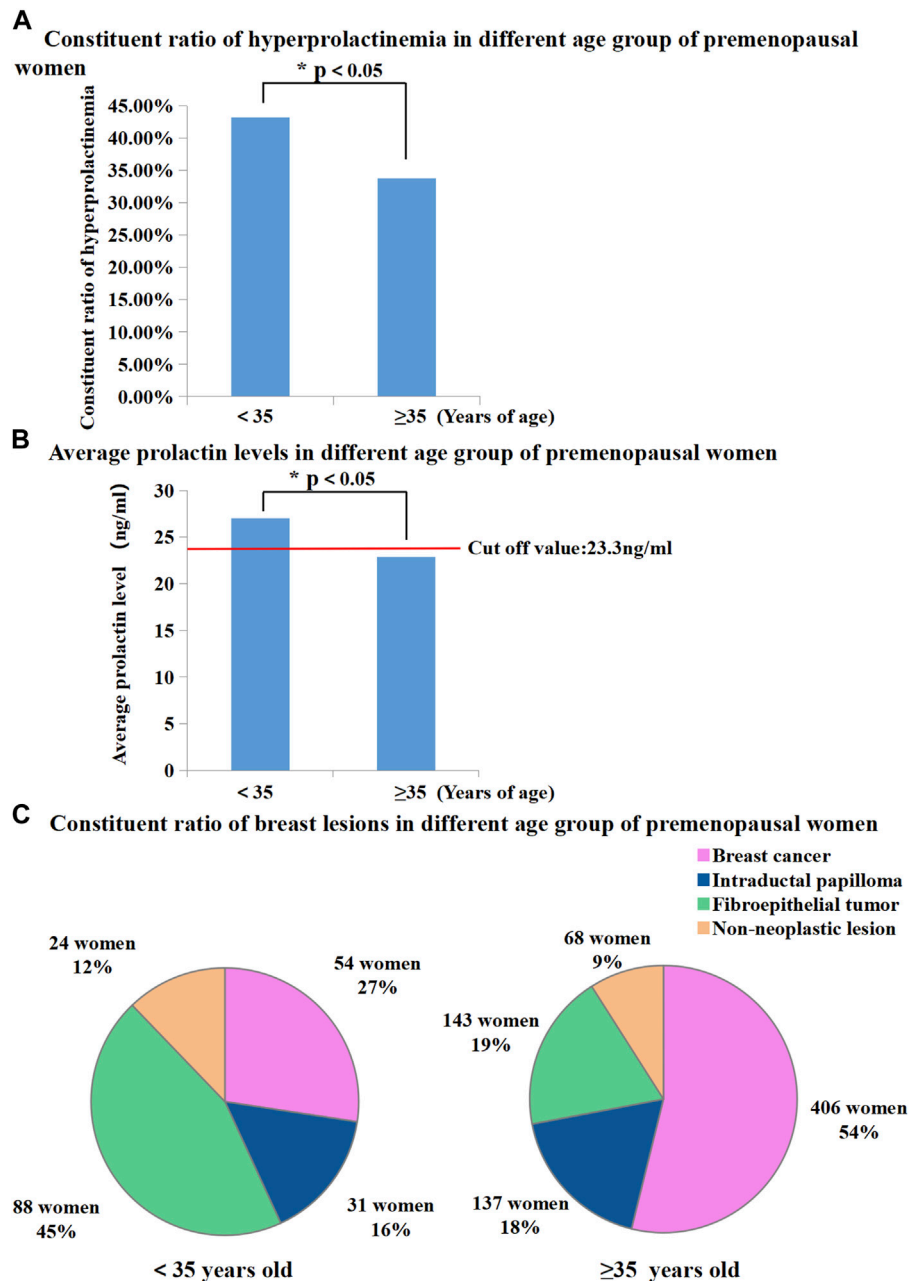 A
Constituent ratio of hyperprolactinemia in different age group of premenopausal
women
* p < 0.05
Constituent ratio of hyperprolactinemia
45.00%
40.00%
35.00%
30.00%
25.00%
20.00%
15.00%
10.00%
5.00%
0.00%
< 35 ≥35 (Years of age)
B
Average prolactin levels in different age group of premenopausal women
* p < 0.05
Average prolactin level (ng/ml)
30
25
20
15
10
5
0
Cut off value:23.3ng/ml
< 35 ≥35 (Years of age)
C
Constituent ratio of breast lesions in different age group of premenopausal women
Breast cancer
Intraductal papilloma
Fibroepithelial tumor
Non-neoplastic lesion
24 women
12%
54 women
27%
88 women
45%
31 women
16%
< 35 years old
68 women
9%
143 women
19%
406 women
54%
137 women
18%
≥35 years old